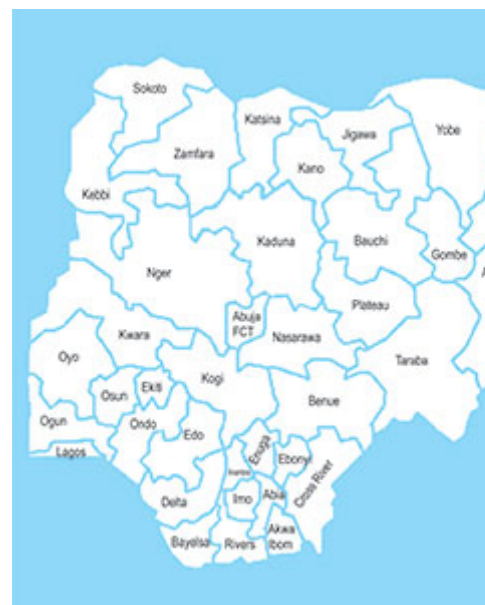 Sokoto
Katsina
Jigawa
Yobe
Zamfara
Kano
Kebbi
Kaduna
Bauchi
Gombe
A
Nger
Abuja
FCT
Plateau
Kwara
Nasarawa
Oyo
Taraba
Ekiti
Kogi
Osun
Benue
Ogun
Ondo
Edo
Enugu
Ebonyi
Lagos
Cross River
Delta
Imo
Abia
Akwa
Ibom
Bayelsa
Rivers